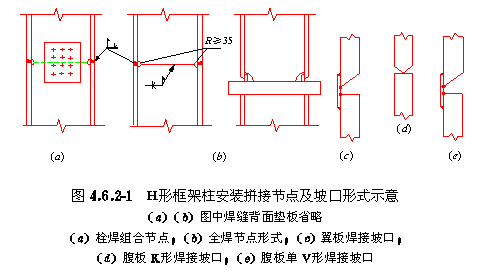 R≥35
(a)
(b)
(c)
(d)
(e)
图 4.6.2-1 H形框架柱安装拼接节点及坡口形式示意
(a)(b)图中焊缝背面垫板省略
(a)栓焊组合节点；(b)全焊节点形式；(c)翼板焊接坡口；
(d)腹板K形焊接坡口；(e)腹板单V形焊接坡口